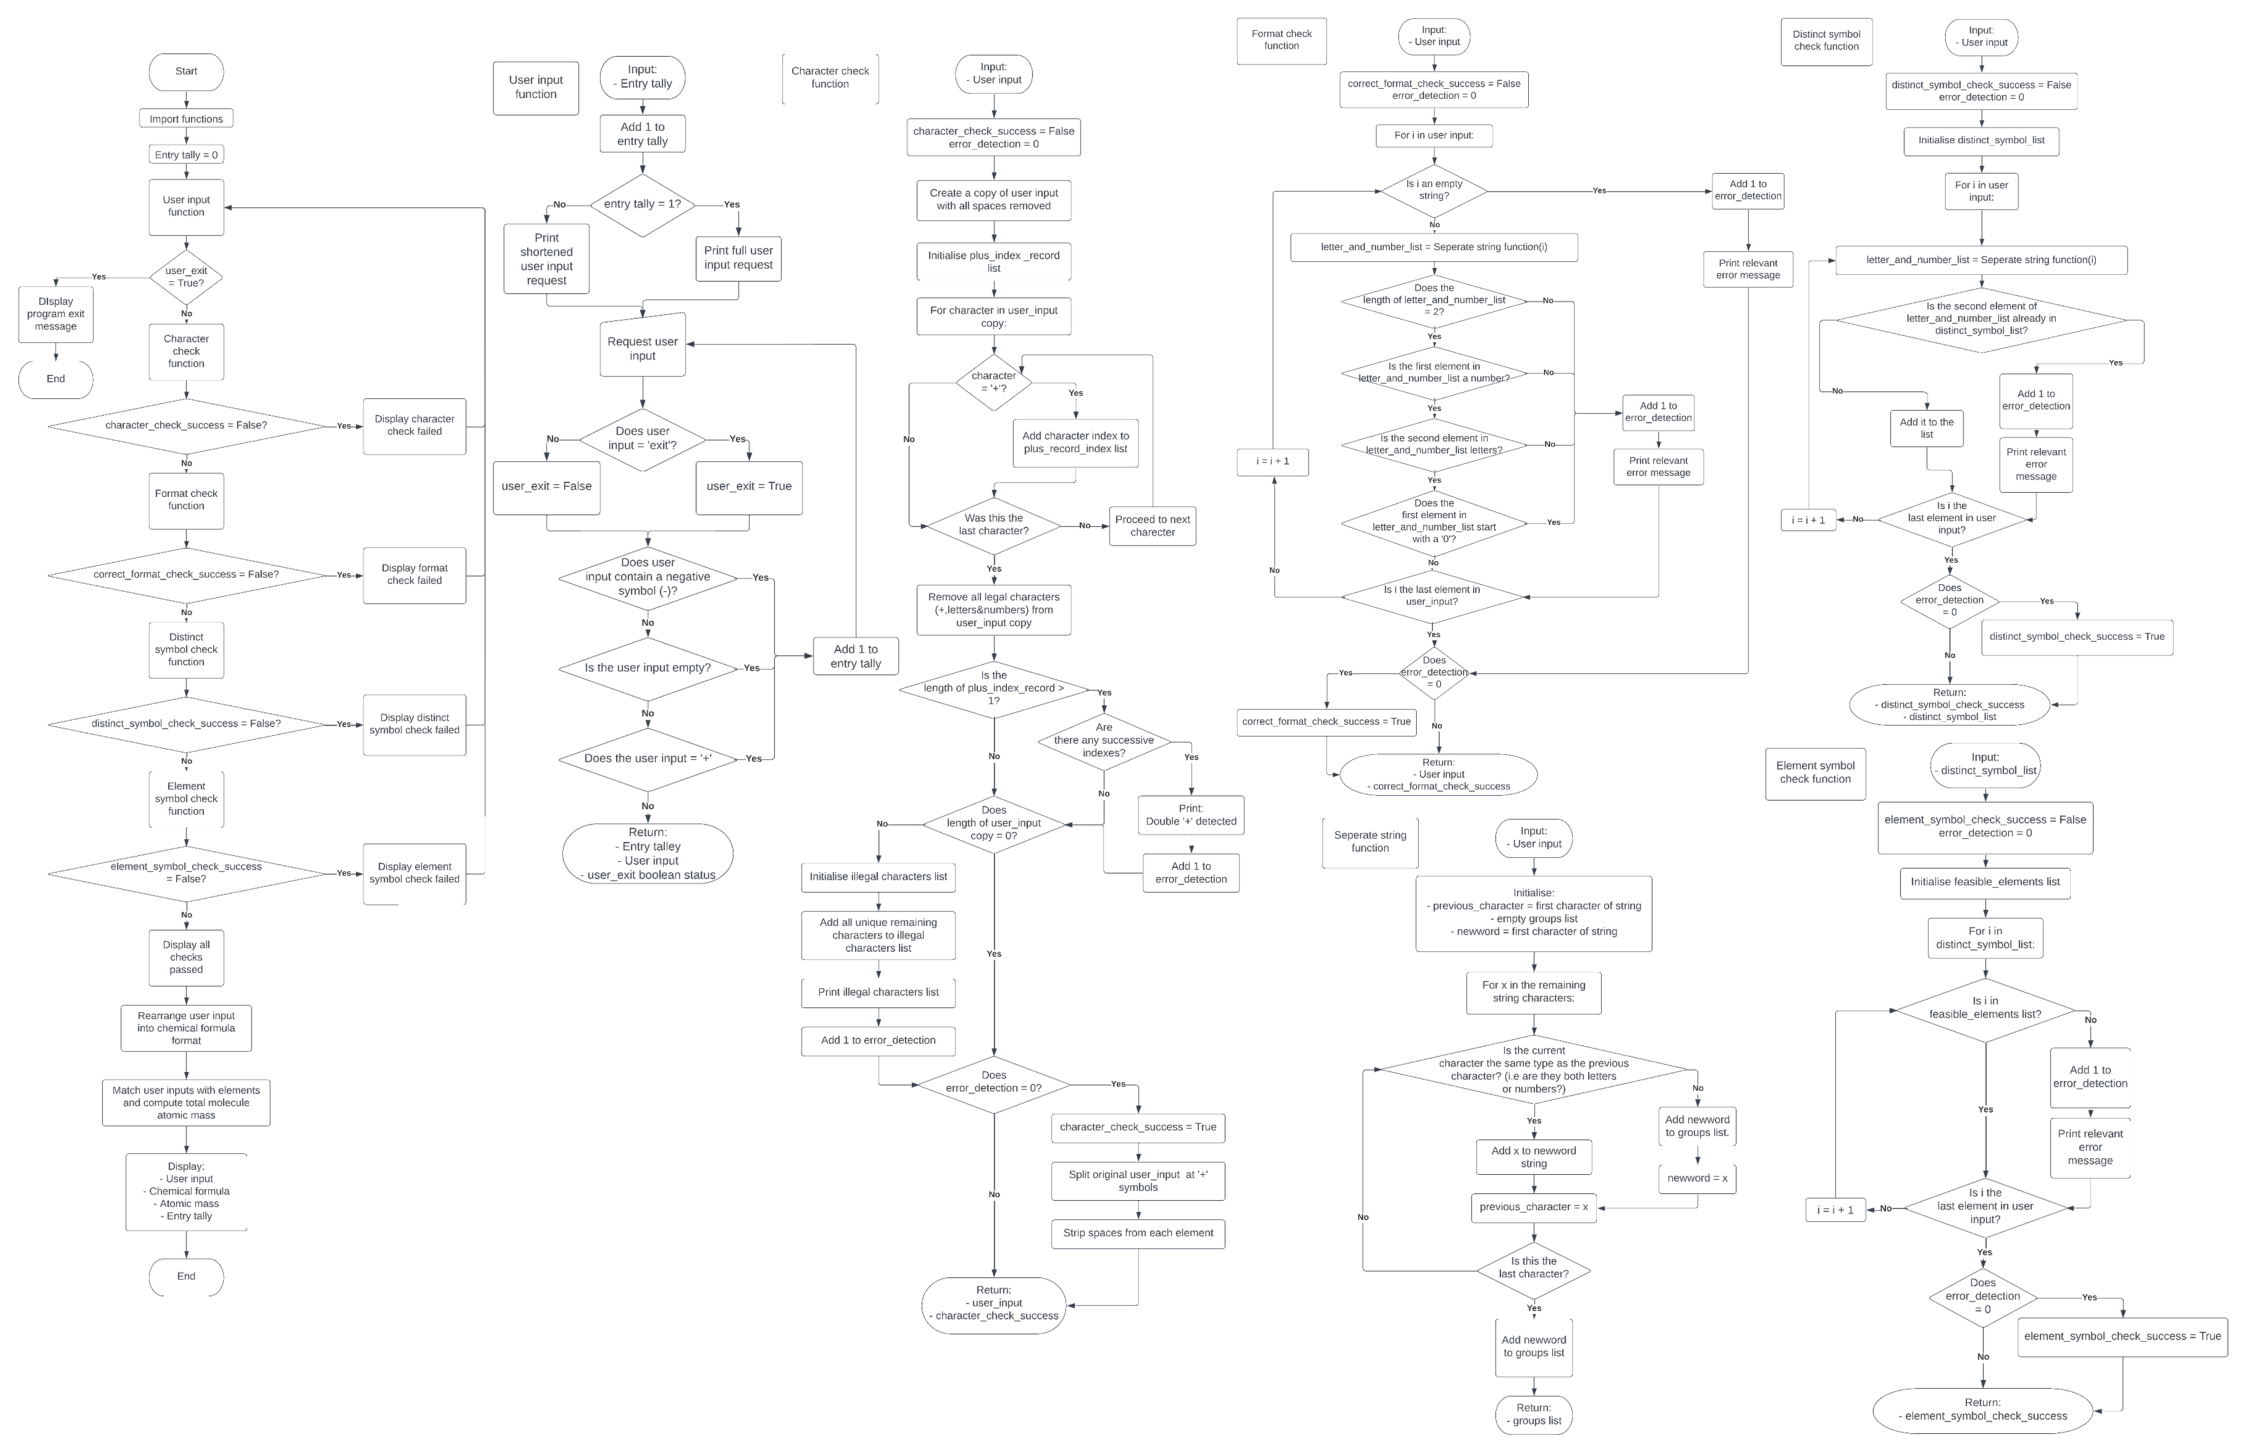 Start
Import functions
Entry tally = 0
User input
function
user_exit
= True?
Yes
DIsplay
program exit
message
End
No
Character
check
function
character_check_success = False?
Yes
Display character
check failed
No
Format check
function
correct_format_check_success = False?
Yes
Display format
check failed
No
Distinct
symbol check
function
distinct_symbol_check_success = False?
Yes
Display distinct
symbol check failed
No
Element
symbol check
function
element_symbol_check_success
= False?
Yes
Display element
symbol check failed
No
Display all
checks
passed
Rearrange user input
into chemical formula
format
Match user inputs with elements
and compute total molecule
atomic mass
Display:
- User input
- Chemical formula
- Atomic mass
- Entry tally
End
User input
function
Input:
- Entry tally
Add 1 to
entry tally
entry tally = 1?
No
Yes
Print
shortened
user input
request
Print full user
input request
Request user
input
Does user
input = 'exit'?
No
Yes
user_exit = False
user_exit = True
Does user
input contain a negative
symbol (-)?
Yes
No
Is the user input empty?
Yes
Add 1 to
entry tally
No
Does the user input = '+'
Yes
No
Return:
- Entry talley
- User input
- user_exit boolean status
Character check
function
Input:
- User input
character_check_success = False
error_detection = 0
Create a copy of user input
with all spaces removed
Initialise plus_index _record
list
For character in user_input
copy:
character
= '+'?
Yes
No
Add character index to
plus_record_index list
Was this the
last character?
No
Proceed to next
charecter
Yes
Remove all legal characters
(+,letters&numbers) from
user_input copy
Is the
length of plus_index_record >
1?
Yes
Are
there any successive
indexes?
Yes
No
No
Print:
Double '+' detected
Add 1 to
error_detection
Does
length of user_input
copy = 0?
No
Initialise illegal characters list
Add all unique remaining
characters to illegal
characters list
Yes
Print illegal characters list
Add 1 to error_detection
Does
error_detection = 0?
Yes
character_check_success = True
Split original user_input  at '+'
symbols
No
Strip spaces from each element
Return:
- user_input
- character_check_success
Format check
function
Input:
- User input
correct_format_check_success = False
error_detection = 0
For i in user input:
Is i an empty
string?
Yes
Add 1 to
error_detection
Print relevant
error message
No
letter_and_number_list = Seperate string function(i)
Does the
length of letter_and_number_list
= 2?
No
Yes
Is the first element in
letter_and_number_list a number?
No
Yes
Add 1 to
error_detection
Is the second element in
letter_and_number_list letters?
No
Print relevant
error message
i = i + 1
Yes
Does the
first element in
letter_and_number_list start
with a '0'?
Yes
No
Is i the last element in
user_input?
No
Yes
Does
error_detection
= 0
Yes
correct_format_check_success = True
No
Return:
- User input
- correct_format_check_success
Seperate string
function
Input:
- User input
Initialise:
- previous_character = first character of string
- empty groups list
- newword = first character of string
For x in the remaining
string characters:
Is the current
character the same type as the previous
character? (i.e are they both letters
or numbers?)
No
Yes
Add newword
to groups list.
Add x to newword
string
newword = x
previous_character = x
No
Is this the
last character?
Yes
Add newword
to groups list
Return:
- groups list
Distinct symbol
check function
Input:
- User input
distinct_symbol_check_success = False
error_detection = 0
Initialise distinct_symbol_list
For i in user
input:
letter_and_number_list = Seperate string function(i)
Is the second element of
letter_and_number_list already in
distinct_symbol_list?
Yes
No
Add 1 to
error_detection
Add it to the
list
Print relevant
error
message
Is i the
last element in user
input?
No
i = i + 1
Yes
Does
error_detection
= 0
Yes
distinct_symbol_check_success = True
No
Return:
- distinct_symbol_check_success
- distinct_symbol_list
Element symbol
check function
Input:
- distinct_symbol_list
element_symbol_check_success = False
error_detection = 0
Initialise feasible_elements list
For i in
distinct_symbol_list:
Is i in
feasible_elements list?
No
Add 1 to
error_detection
Yes
Print relevant
error
message
Is i the
last element in user
input?
No
i = i + 1
Yes
Does
error_detection
= 0
Yes
element_symbol_check_success = True
No
Return:
- element_symbol_check_success